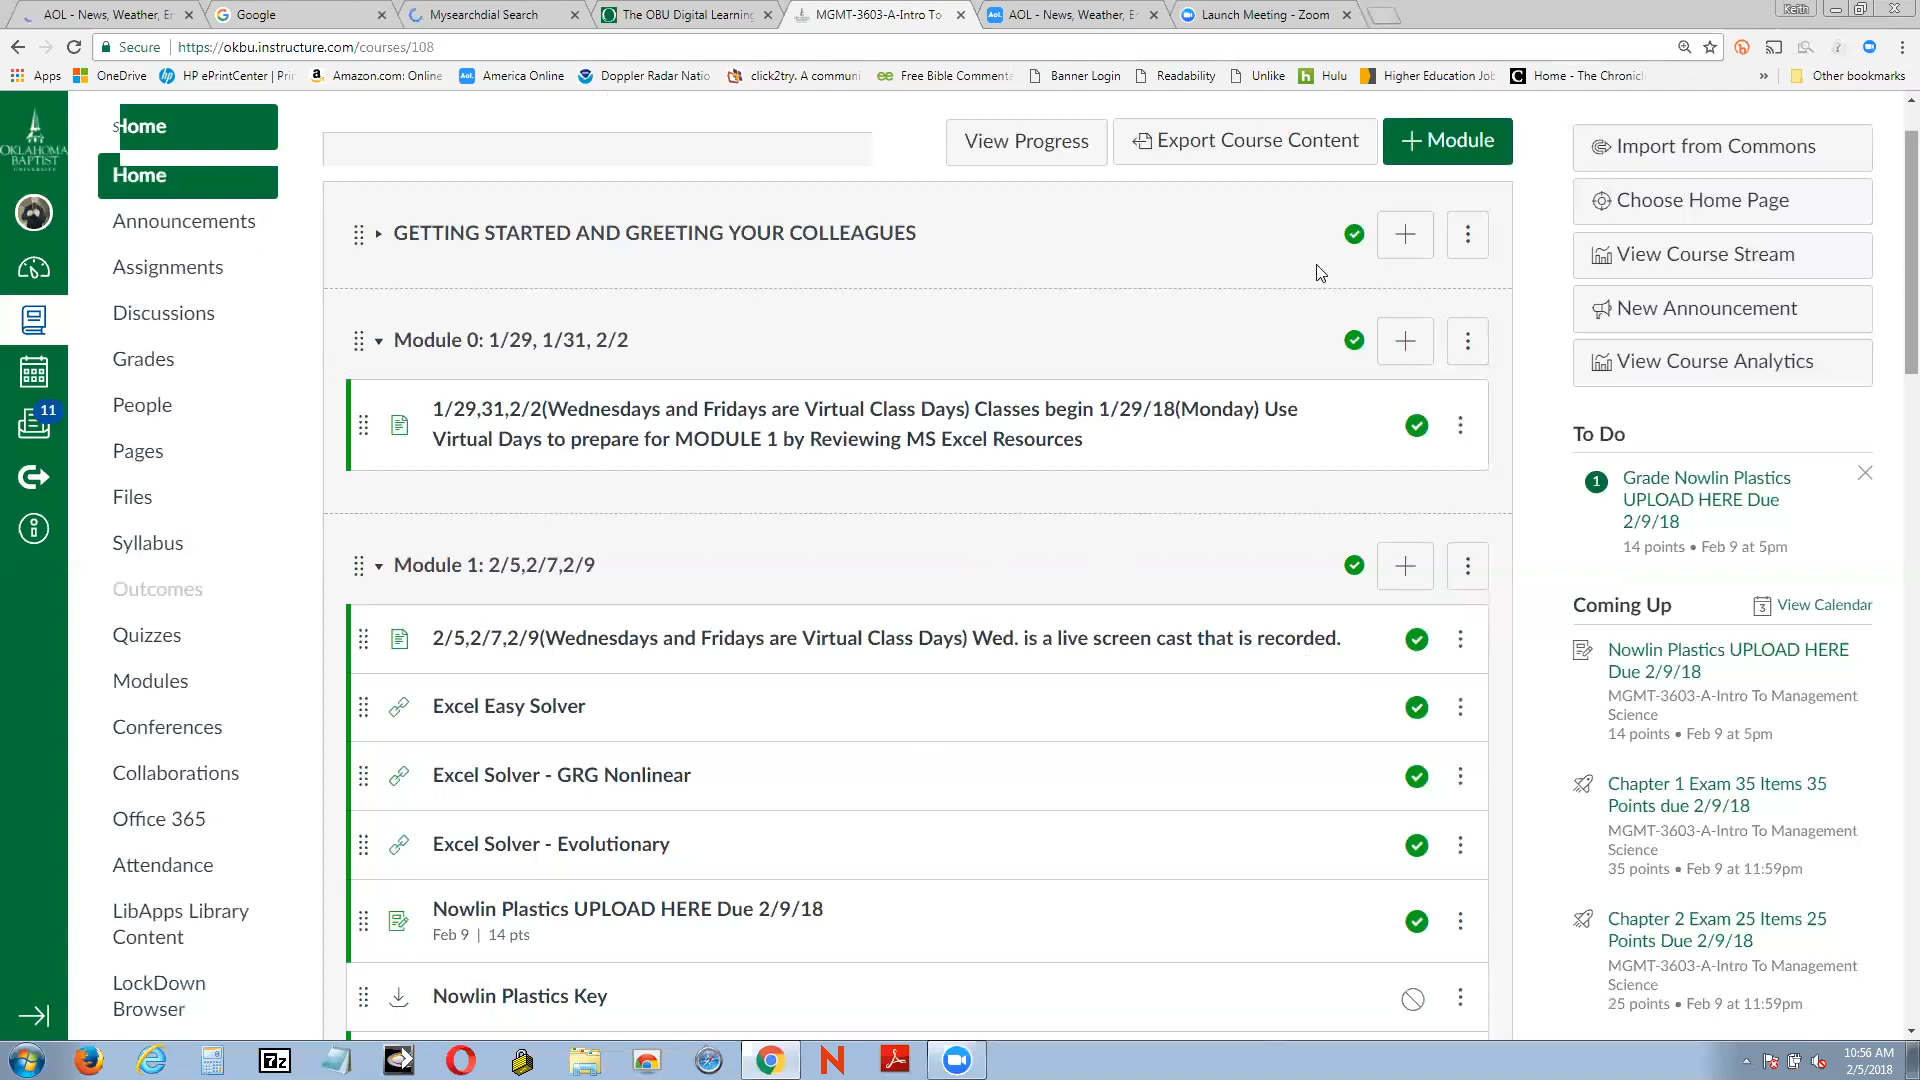 AOL - News, Weather, En
Google
Mysearchdial Search
The OBU Digital Learning
MGMT-3603-A-Intro To
Aol.
AOL - News, Weather, E
Launch Meeting - Zoom
Keith
Secure
https://okbu.instructure.com/courses/108
Apps
OneDrive
HP ePrintCenter | Prin
Amazon.com: Online
Aol.
America Online
Doppler Radar Natio
click2try. A communi
Free Bible Comment
Banner Login
Readability
Unlike
Hulu
Higher Education Jo
Home - The Chronicl
»
Other bookmarks
OKLAHOMA
BAPTIST
UNIVERSITY
11
Home
Home
Announcements
Assignments
Discussions
Grades
People
Pages
Files
Syllabus
Outcomes
Quizzes
Modules
Conferences
Collaborations
Office 365
Attendance
LibApps Library
Content
LockDown
Browser
View Progress
Export Course Content
+ Module
GETTING STARTED AND GREETING YOUR COLLEAGUES
Module 0: 1/29, 1/31, 2/2
1/29,31,2/2(Wednesdays and Fridays are Virtual Class Days) Classes begin 1/29/18(Monday) Use
Virtual Days to prepare for MODULE 1 by Reviewing MS Excel Resources
Module 1: 2/5,2/7,2/9
2/5,2/7,2/9(Wednesdays and Fridays are Virtual Class Days) Wed. is a live screen cast that is recorded.
Excel Easy Solver
Excel Solver - GRG Nonlinear
Excel Solver - Evolutionary
Nowlin Plastics UPLOAD HERE Due 2/9/18
Feb 9 | 14 pts
Nowlin Plastics Key
Import from Commons
Choose Home Page
View Course Stream
New Announcement
View Course Analytics
To Do
1
Grade Nowlin Plastics
UPLOAD HERE Due
2/9/18
14 points • Feb 9 at 5pm
Coming Up
3
View Calendar
Nowlin Plastics UPLOAD HERE
Due 2/9/18
MGMT-3603-A-Intro To Management
Science
14 points • Feb 9 at 5pm
Chapter 1 Exam 35 Items 35
Points due 2/9/18
MGMT-3603-A-Intro To Management
Science
35 points • Feb 9 at 11:59pm
Chapter 2 Exam 25 Items 25
Points Due 2/9/18
MGMT-3603-A-Intro To Management
Science
25 points • Feb 9 at 11:59pm
7z
10:56 AM
2/5/2018